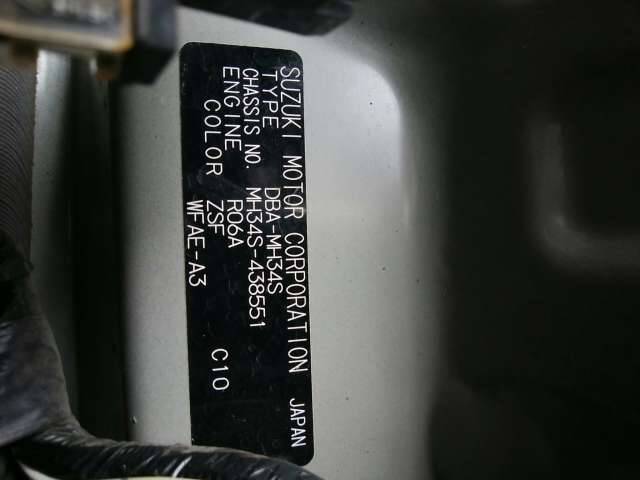 SUZUKI MOTOR CORPORATION JAPAN
TYPE DBA-MH34S
CHASSIS NO. MH34S-438551
ENGINE R06A
COLOR ZSF C10
WFAE-A3